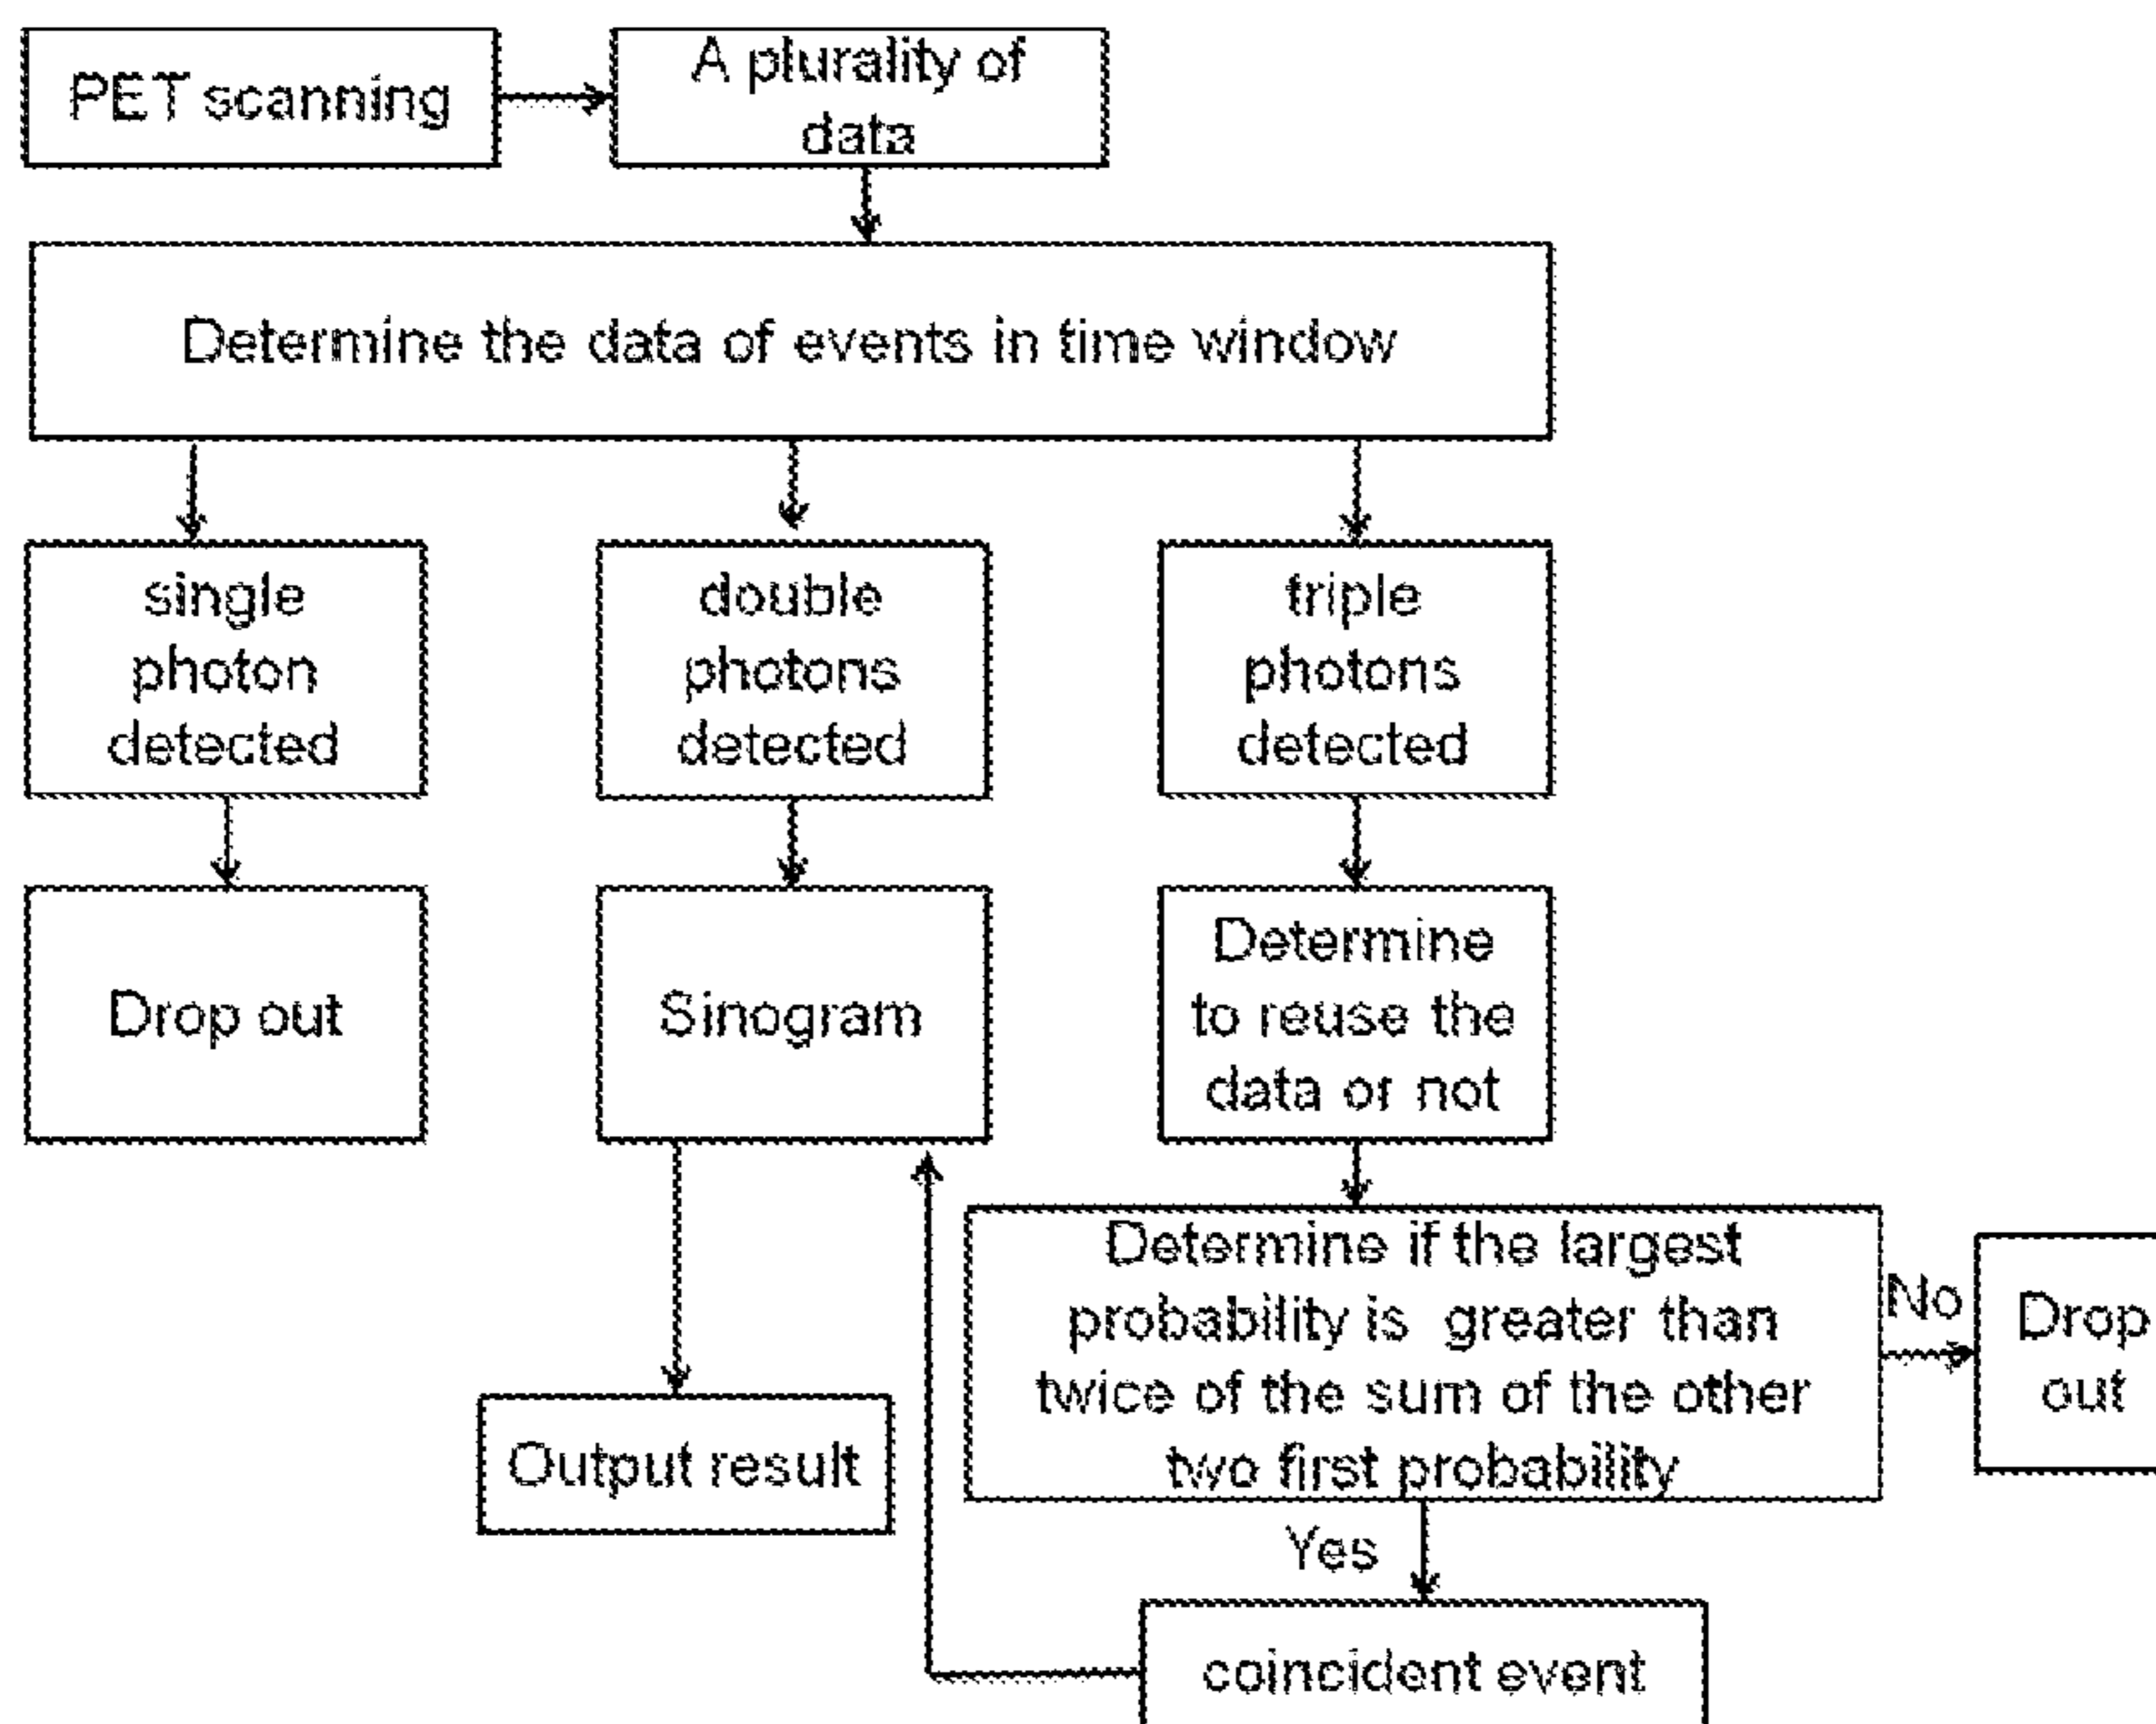 PET scanning
A plurality of
data
Determine the data of events in time window
single
photon
detected
double
photons
detected
triple
photons
detected
Drop out
Sinogram
Determine
to reuse the
data or not
Determine if the largest
probability is greater than
twice of the sum of the other
two first probability
No
Drop
out
Output result
Yes
coincident event